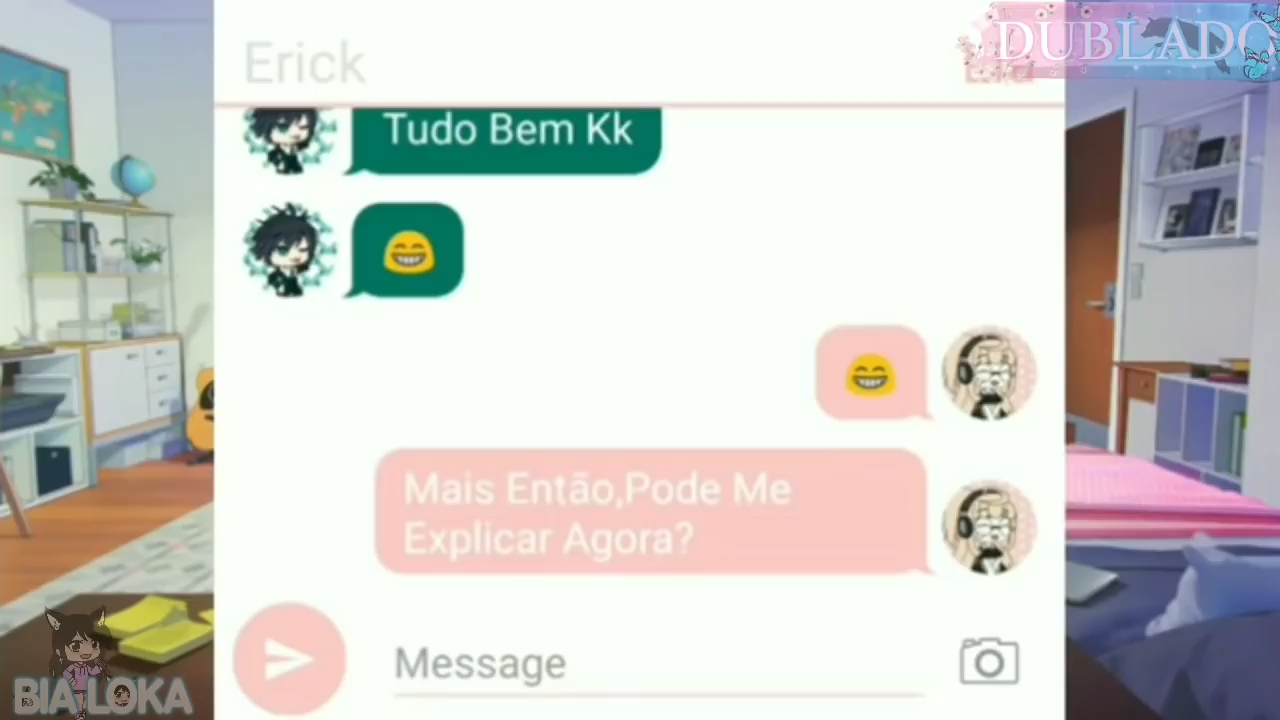 DUBLADO
Erick
Tudo Bem Kk
Mais Então,Pode Me
Explicar Agora?
Message
BIA LOKA